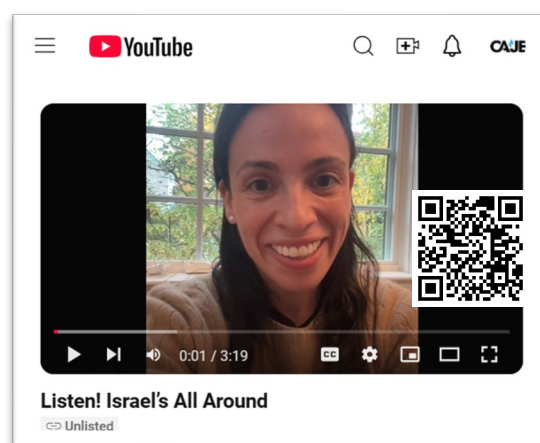 YouTube
CAJE
0:01 / 3:19
CC
Listen! Israel’s All Around
Unlisted